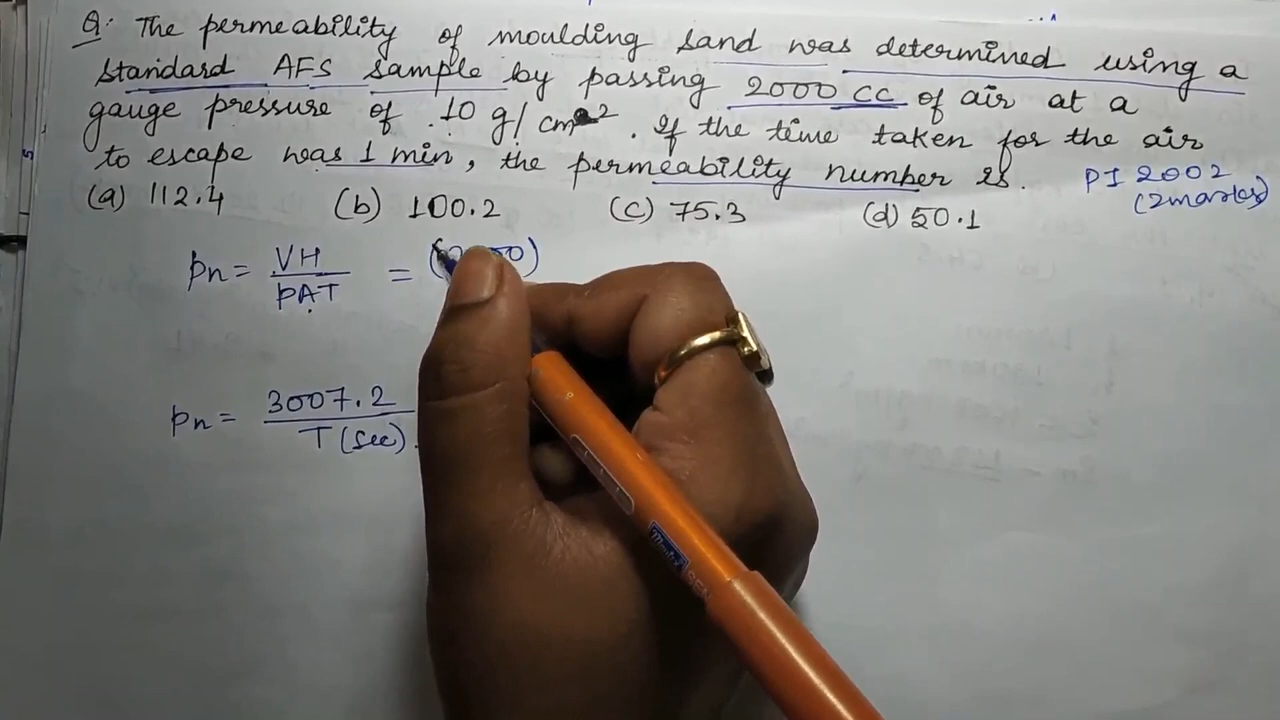 Q: The permeability of moulding sand was determined using a
standard AFS sample by passing 2000 cc of air at a
gauge pressure of 10 g/cm2. If the time taken for the air
to escape was 1 min, the permeability number is.
PI 2002
(2 marks)
(a) 112.4 (b) 100.2 (c) 75.3 (d) 50.1
pn = VH / PAT =
pn = 3007.2 / T (sec).